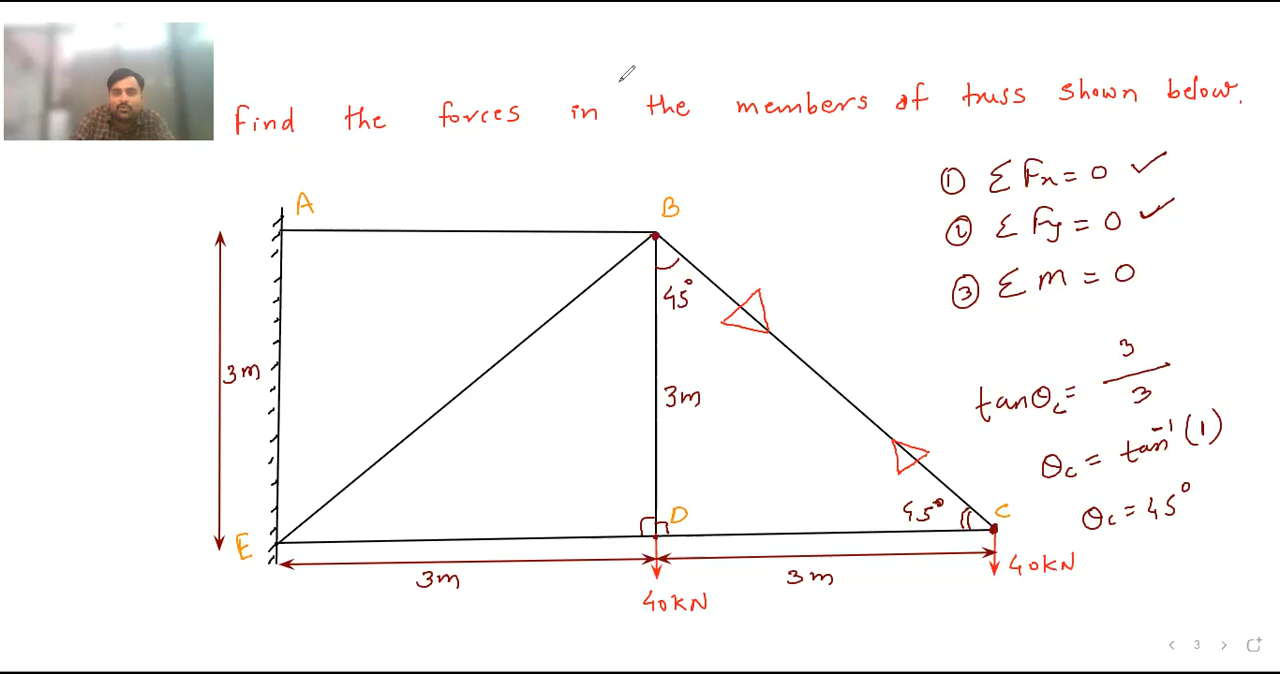 Find the forces in the members of truss shown below.
① ΣFx = 0 ✓
② ΣFy = 0 ✓
③ Σm = 0
A
B
45°
3m
3m
tanθc = 3/3
θc = tan⁻¹(1)
θc = 45°
E
D
45°
C
3m
3m
40KN
40KN
3